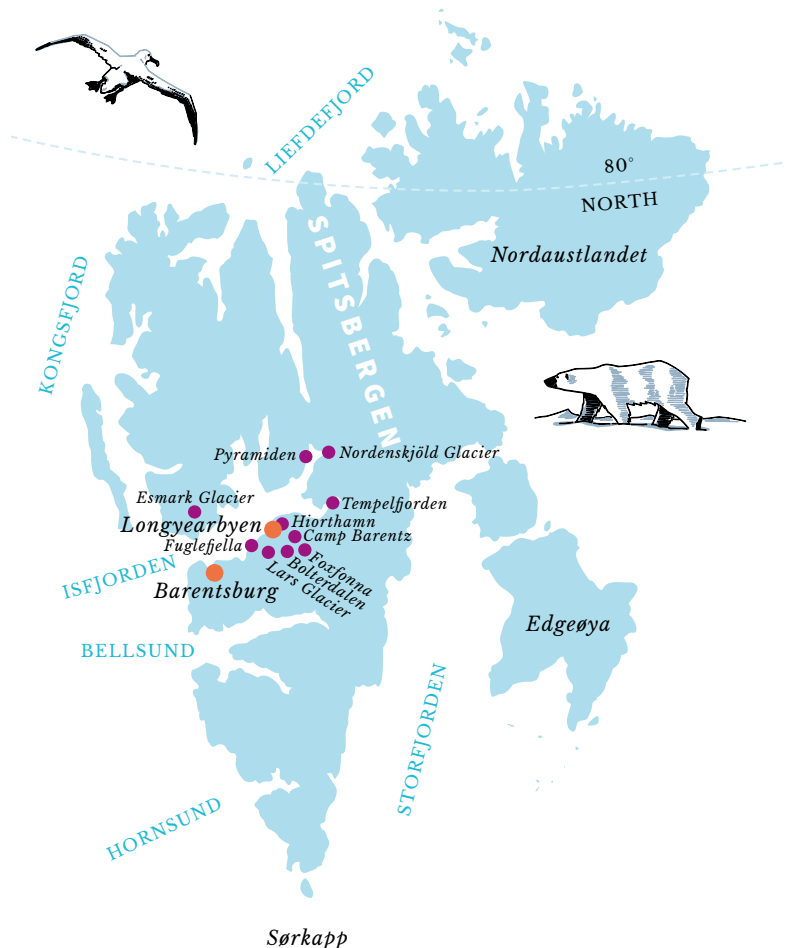 LIEFDEFJORD
80°
NORTH
SPITSBERGEN
Nordaustlandet
KONGSFJORD
Pyramiden
Nordenskjöld Glacier
Esmark Glacier
Tempelfjorden
Longyearbyen
Hiorthamn
Camp Barentz
Fuglefjella
Foxfonna
Bolterdalen
Lars Glacier
ISFJORDEN
Barentsburg
Edgeøya
BELLSUND
STORFJORDEN
HORNSUND
Sørkapp